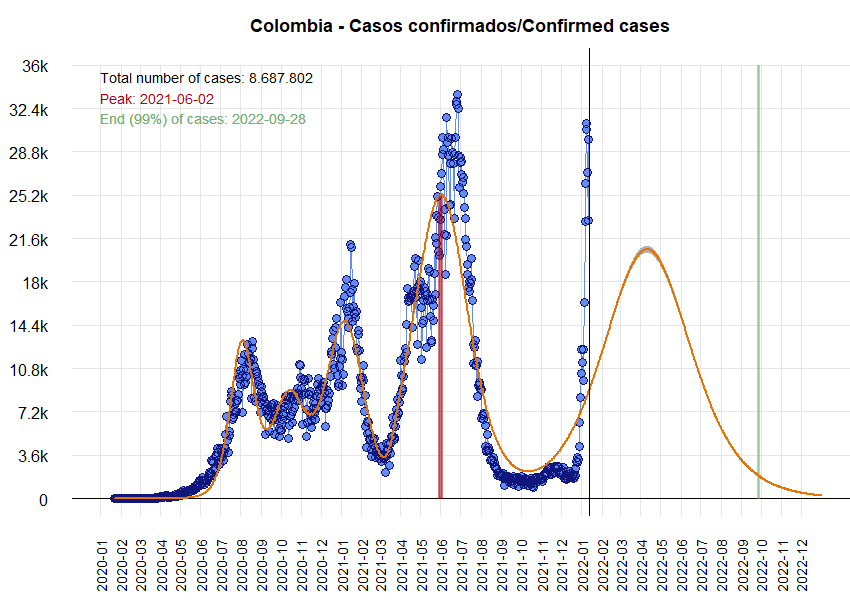 Colombia - Casos confirmados/Confirmed cases
36k
Total number of cases: 8.687.802
Peak: 2021-06-02
End (99%) of cases: 2022-09-28
32.4k
28.8k
25.2k
21.6k
18k
14.4k
10.8k
7.2k
3.6k
0
2020-01
2020-02
2020-03
2020-04
2020-05
2020-06
2020-07
2020-08
2020-09
2020-10
2020-11
2020-12
2021-01
2021-02
2021-03
2021-04
2021-05
2021-06
2021-07
2021-08
2021-09
2021-10
2021-11
2021-12
2022-01
2022-02
2022-03
2022-04
2022-05
2022-06
2022-07
2022-08
2022-09
2022-10
2022-11
2022-12